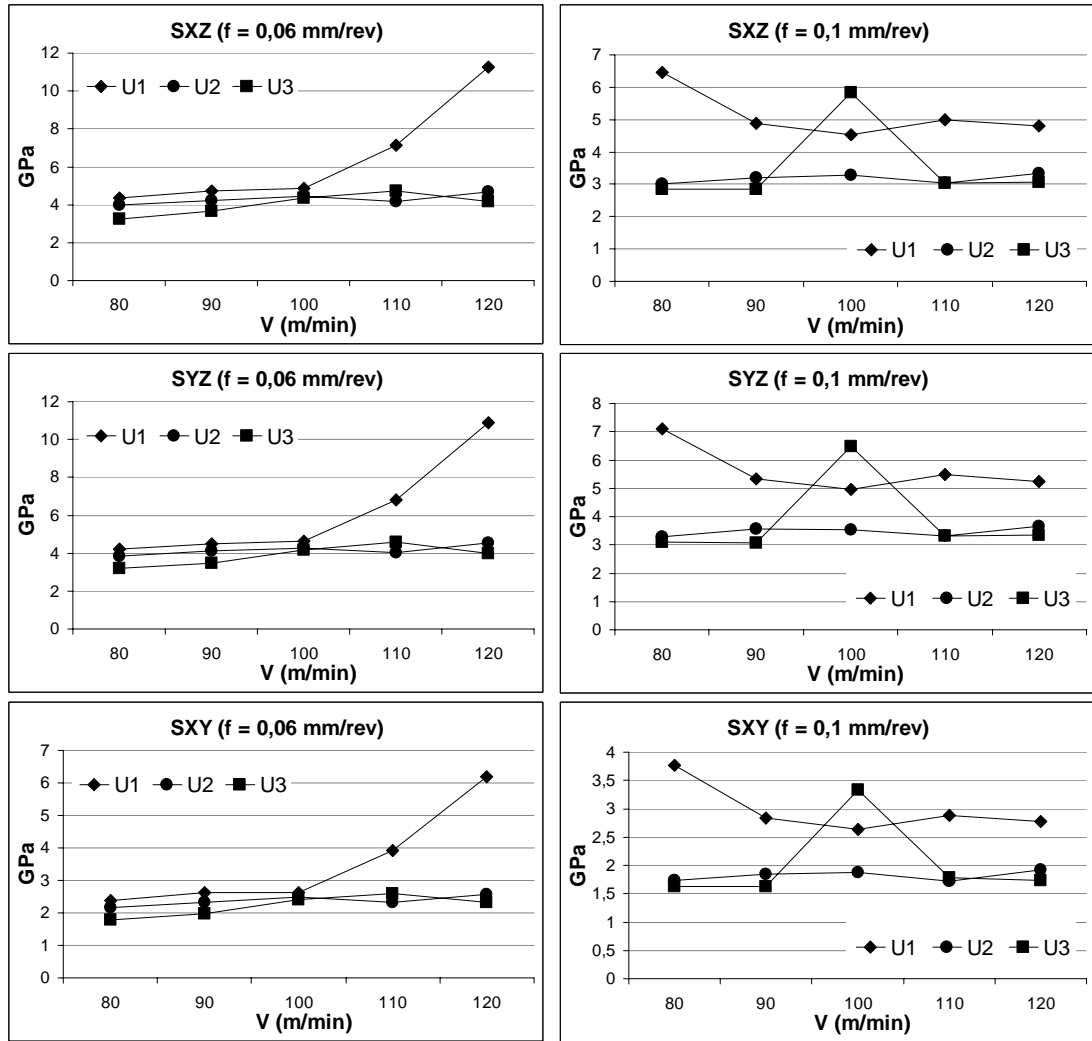 SXZ (f = 0,06 mm/rev)
12
10
8
6
4
2
0
GPa
U1 U2 U3
80 90 100 110 120
V (m/min)
SXZ (f = 0,1 mm/rev)
7
6
5
4
3
2
1
0
GPa
U1 U2 U3
80 90 100 110 120
V (m/min)
SYZ (f = 0,06 mm/rev)
12
10
8
6
4
2
0
GPa
U1 U2 U3
80 90 100 110 120
V (m/min)
SYZ (f = 0,1 mm/rev)
8
7
6
5
4
3
2
1
0
GPa
U1 U2 U3
80 90 100 110 120
V (m/min)
SXY (f = 0,06 mm/rev)
7
6
5
4
3
2
1
0
GPa
U1 U2 U3
80 90 100 110 120
V (m/min)
SXY (f = 0,1 mm/rev)
4
3,5
3
2,5
2
1,5
1
0,5
0
GPa
U1 U2 U3
80 90 100 110 120
V (m/min)